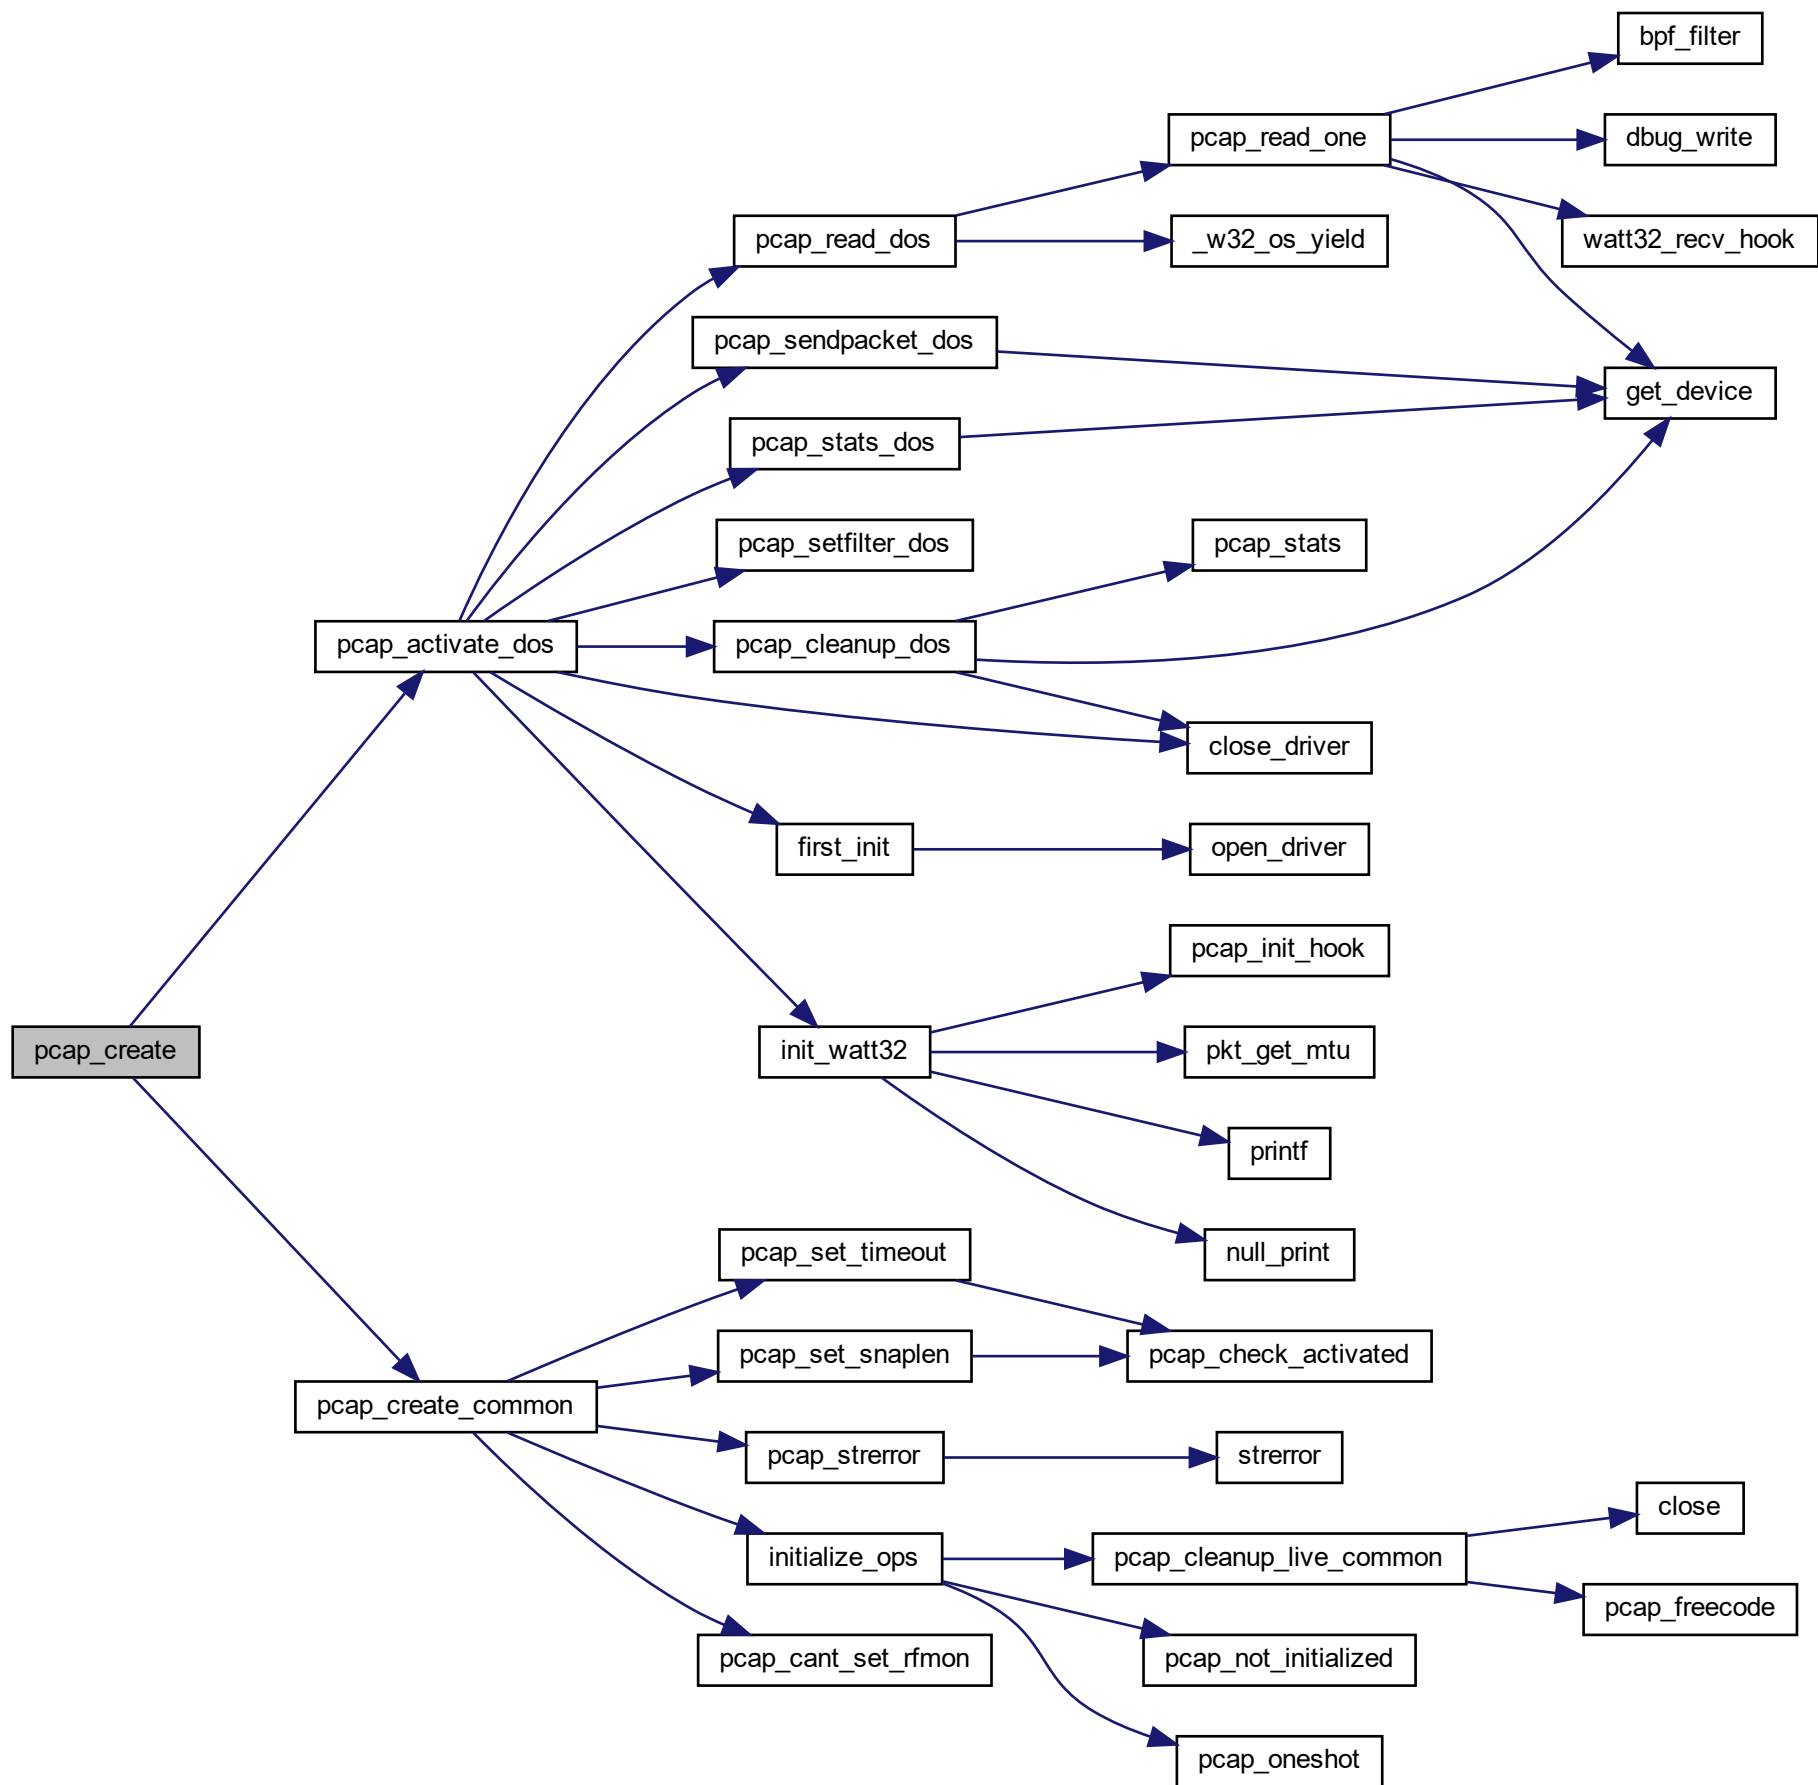 bpf_filter
pcap_read_one
dbug_write
pcap_read_dos
_w32_os_yield
watt32_recv_hook
pcap_sendpacket_dos
get_device
pcap_stats_dos
pcap_setfilter_dos
pcap_stats
pcap_activate_dos
pcap_cleanup_dos
close_driver
first_init
open_driver
pcap_init_hook
pcap_create
init_watt32
pkt_get_mtu
printf
pcap_set_timeout
null_print
pcap_set_snaplen
pcap_check_activated
pcap_create_common
pcap_strerror
strerror
close
initialize_ops
pcap_cleanup_live_common
pcap_freecode
pcap_cant_set_rfmon
pcap_not_initialized
pcap_oneshot